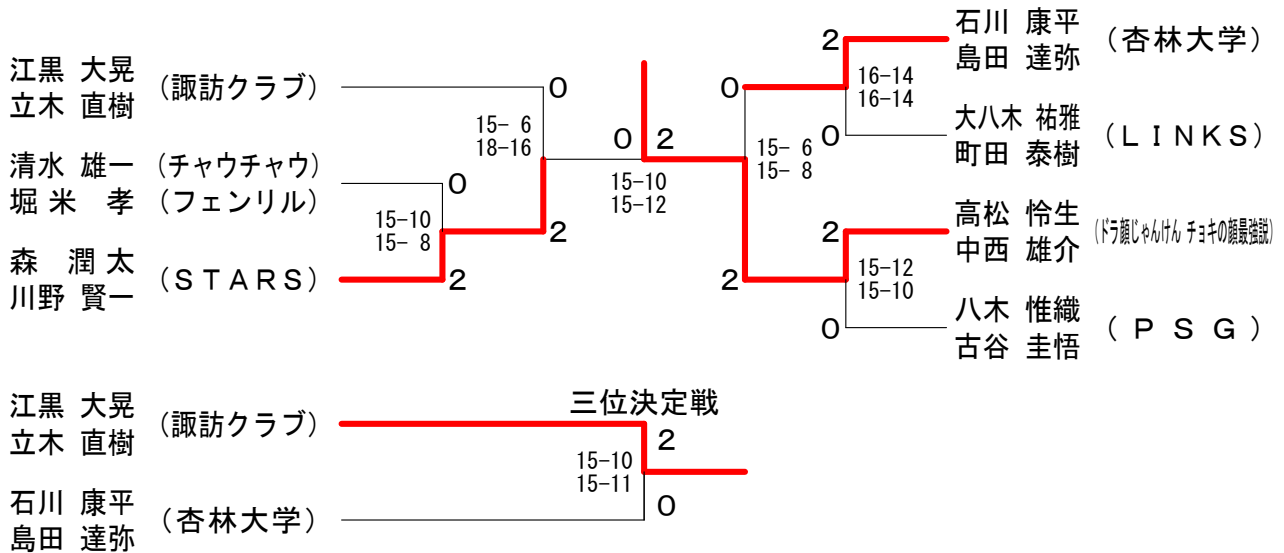 江黒 大晃
立木 直樹
(諏訪クラブ)
清水 雄一 (チャウチャウ)
堀米 孝 (フェンリル)
森 潤太
川野 賢一
(STARS)
0
15- 6
18-16
0
15-10
15- 8
2
2
0 2
15-10
15-12
石川 康平
島田 達弥
(杏林大学)
2
16-14
16-14
0
大八木 祐雅
町田 泰樹
(LINKS)
0
15- 6
15- 8
2
高松 怜生
中西 雄介
(ドラ顔じゃんけん チョキの顔最強説)
2
15-12
15-10
0
八木 惟織
古谷 圭悟
(PSG)
三位決定戦
江黒 大晃
立木 直樹
(諏訪クラブ)
2
15-10
15-11
0
石川 康平
島田 達弥
(杏林大学)